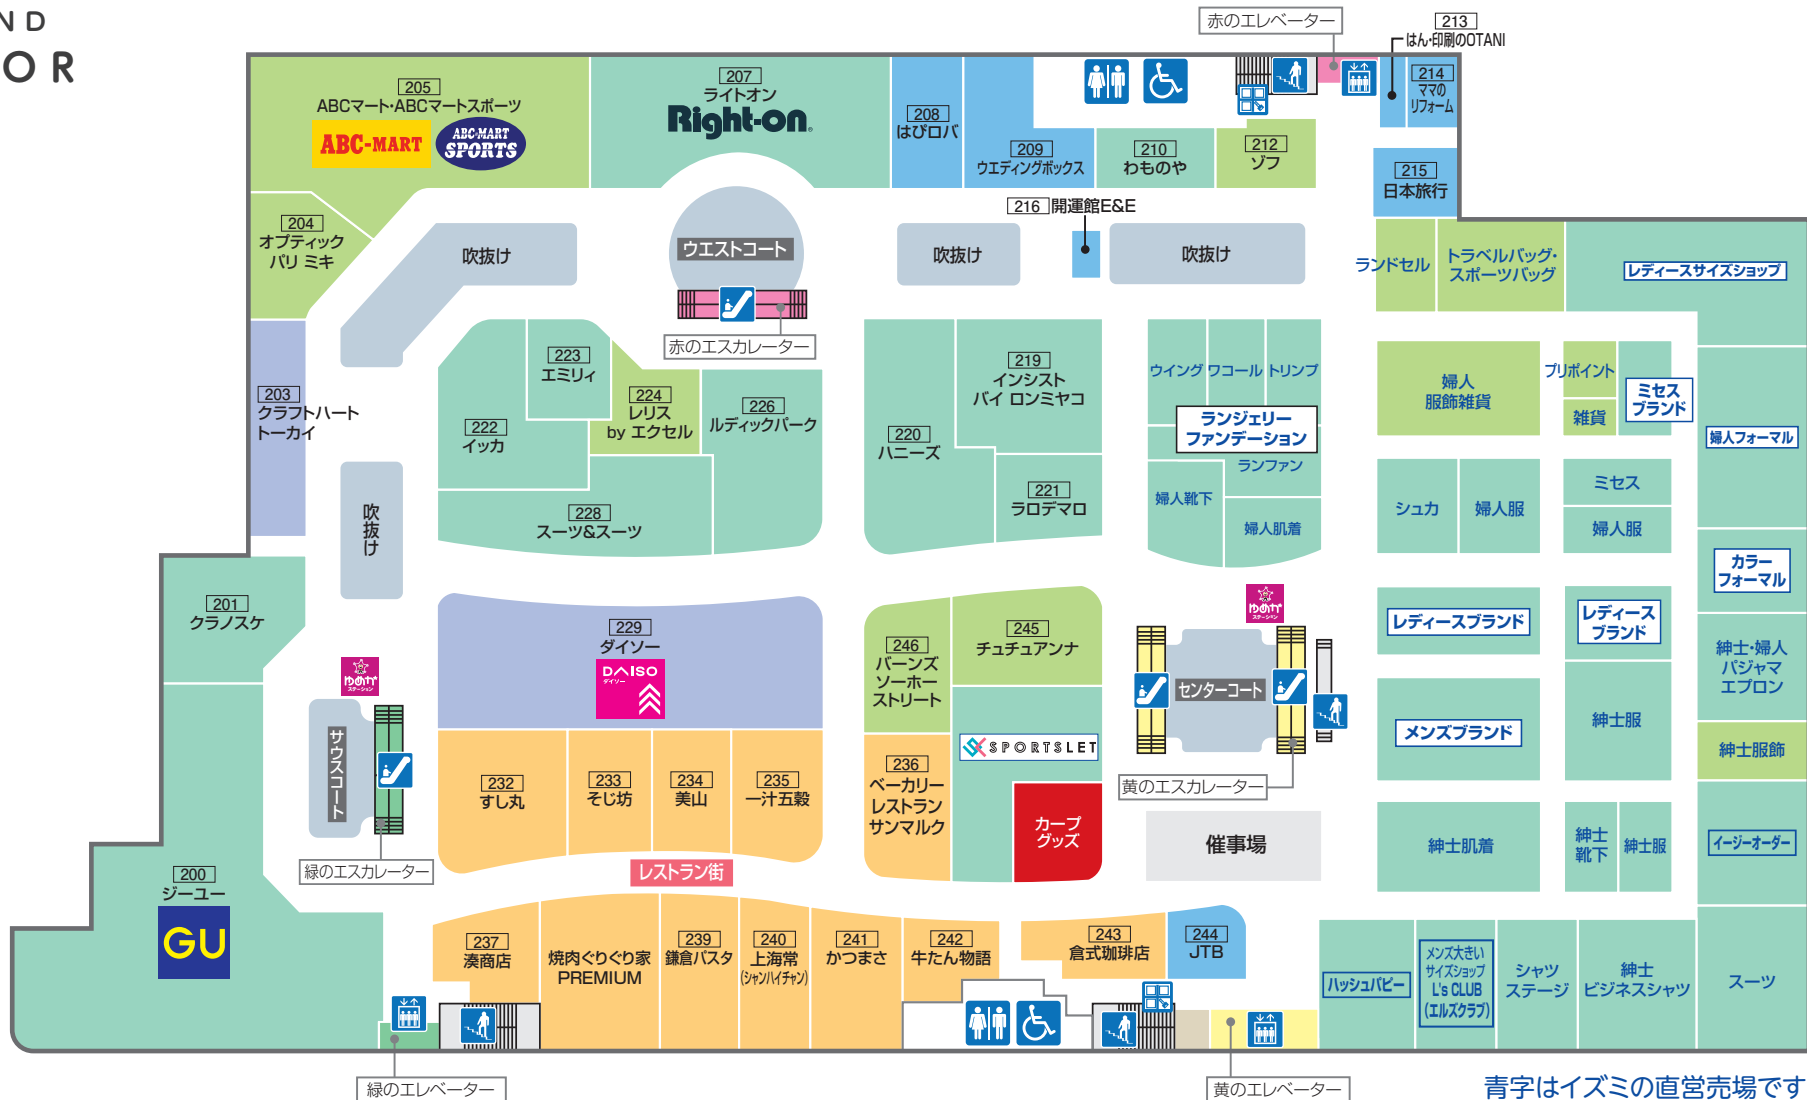 ND
OR
赤のエレベーター
213
はん・印刷のOTANI
205
ABCマート・ABCマートスポーツ
ABC-MART
ABC-MART
SPORTS
207
ライトオン
Right-on.
208
はぴロバ
209
ウエディングボックス
210
わものや
212
ゾフ
214
ママの
リフォーム
215
日本旅行
216 開運館E&E
204
オプティック
パリ ミキ
吹抜け
ウエストコート
吹抜け
吹抜け
赤のエスカレーター
ランドセル
トラベルバッグ・
スポーツバッグ
レディースサイズショップ
203
クラフトハート
トーカイ
吹抜け
222
イッカ
223
エミリィ
224
レリス
by エクセル
226
ルディックパーク
228
スーツ&スーツ
220
ハニーズ
219
インシスト
バイ ロンミヤコ
221
ラロデマロ
ウイング
ワコール
トリンプ
ランジェリー
ファンデーション
ランファン
婦人靴下
婦人肌着
婦人
服飾雑貨
プリポイント
雑貨
ミセス
ブランド
婦人フォーマル
シュカ
婦人服
ミセス
婦人服
カラー
フォーマル
201
クラノスケ
ゆめか
ステーション
サウスコート
緑のエスカレーター
229
ダイソー
DAISO
ダイソー
232
すし丸
233
そじ坊
234
美山
235
一汁五穀
レストラン街
246
バーンズ
ソーホー
ストリート
245
チュチュアンナ
236
ベーカリー
レストラン
サンマルク
SPORTSLET
カープ
グッズ
ゆめか
ステーション
センターコート
黄のエスカレーター
催事場
レディースブランド
レディース
ブランド
紳士・婦人
パジャマ
エプロン
メンズブランド
紳士服
紳士服飾
紳士肌着
紳士
靴下
紳士服
イージーオーダー
200
ジーユー
GU
237
湊商店
焼肉ぐりぐり家
PREMIUM
239
鎌倉パスタ
240
上海常
(シャンハイチャン)
241
かつまさ
242
牛たん物語
243
倉式珈琲店
244
JTB
ハッシュパピー
メンズ大きい
サイズショップ
L's CLUB
(エルズクラブ)
シャツ
ステージ
紳士
ビジネスシャツ
スーツ
緑のエレベーター
黄のエレベーター
青字はイズミの直営売場です